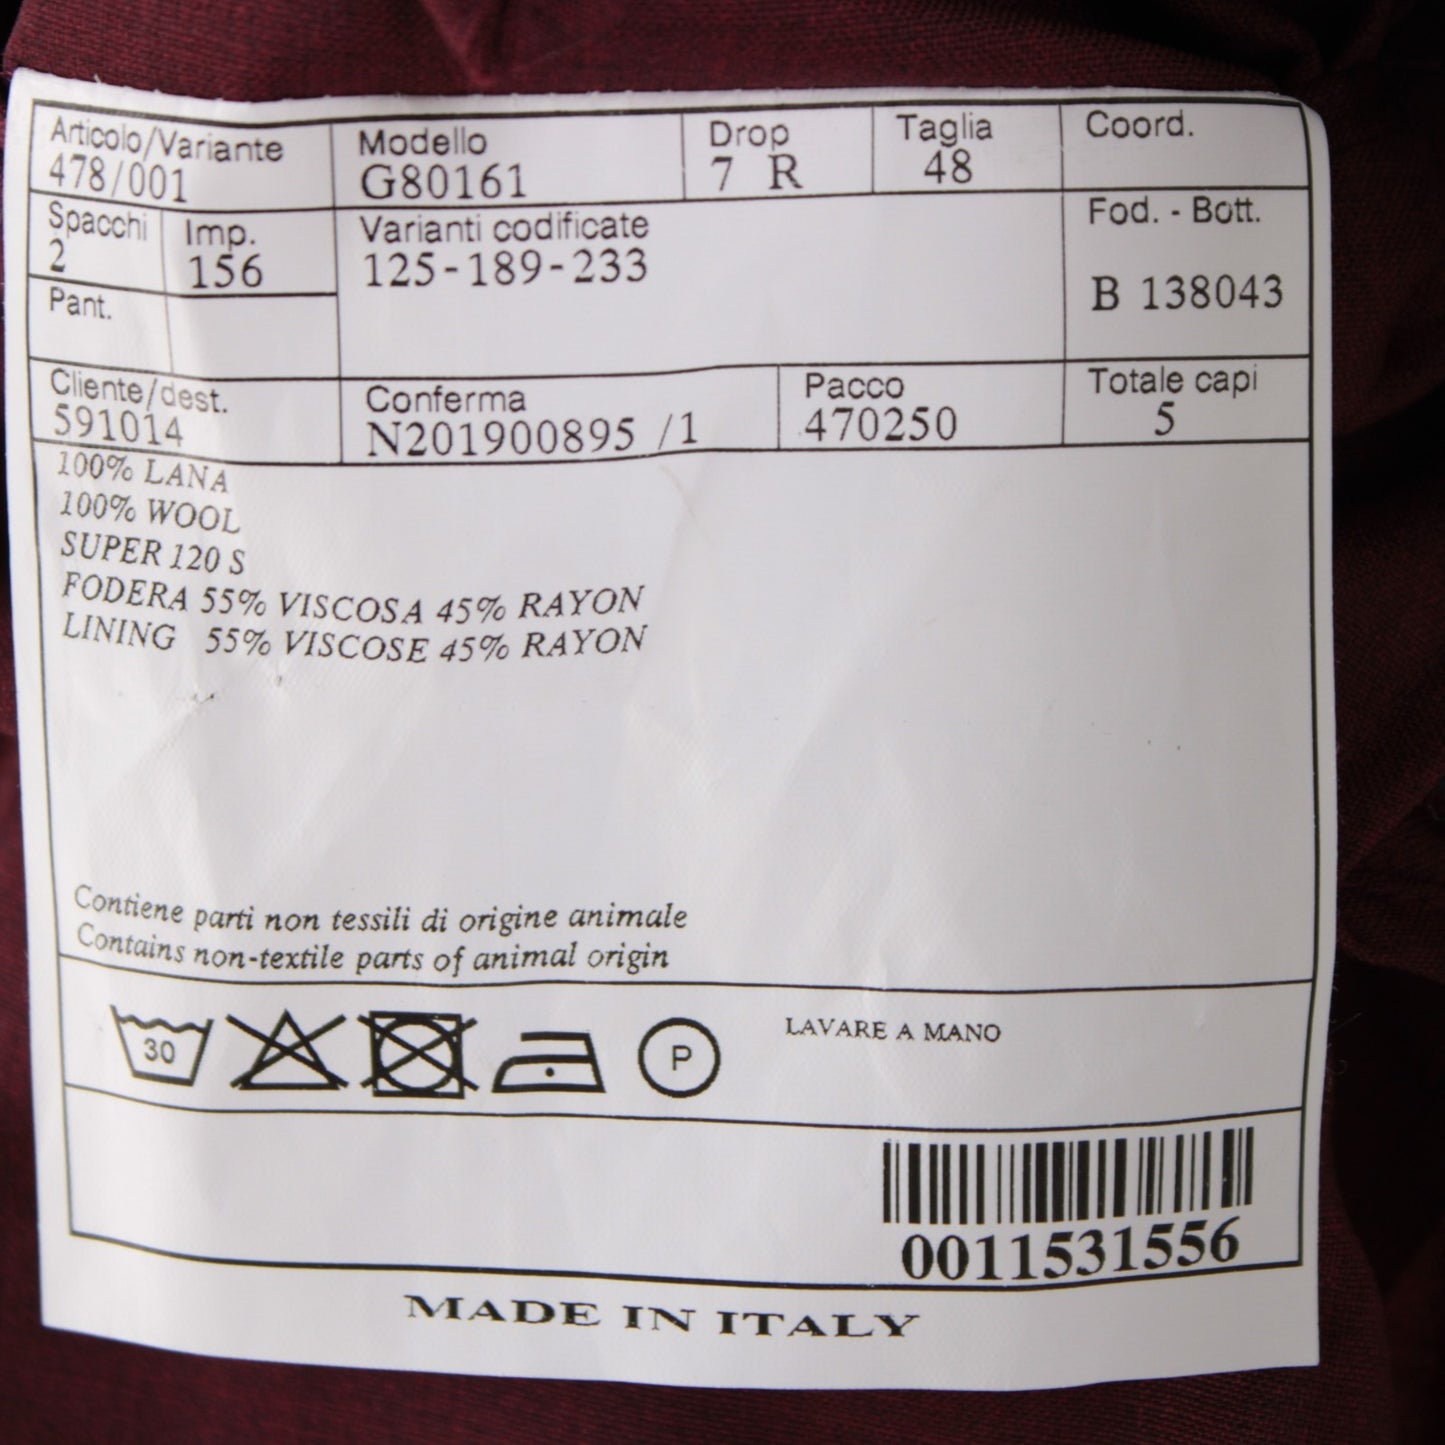 Articolo/Variante Modello Drop Taglia Coord.
478/001 G80161 7 R 48
Spacchi Imp. Varianti codificate Fod. - Bott.
2 156 125-189-233
B 138043
Pant.
Cliente/dest. Conferma Pacco Totale capi
591014 N201900895 /1 470250 5
100% LANA
100% WOOL
SUPER 120 S
FODERA 55% VISCOSA 45% RAYON
LINING 55% VISCOSE 45% RAYON
Contiene parti non tessili di origine animale
Contains non-textile parts of animal origin
30 P LAVARE A MANO
0011531556
MADE IN ITALY